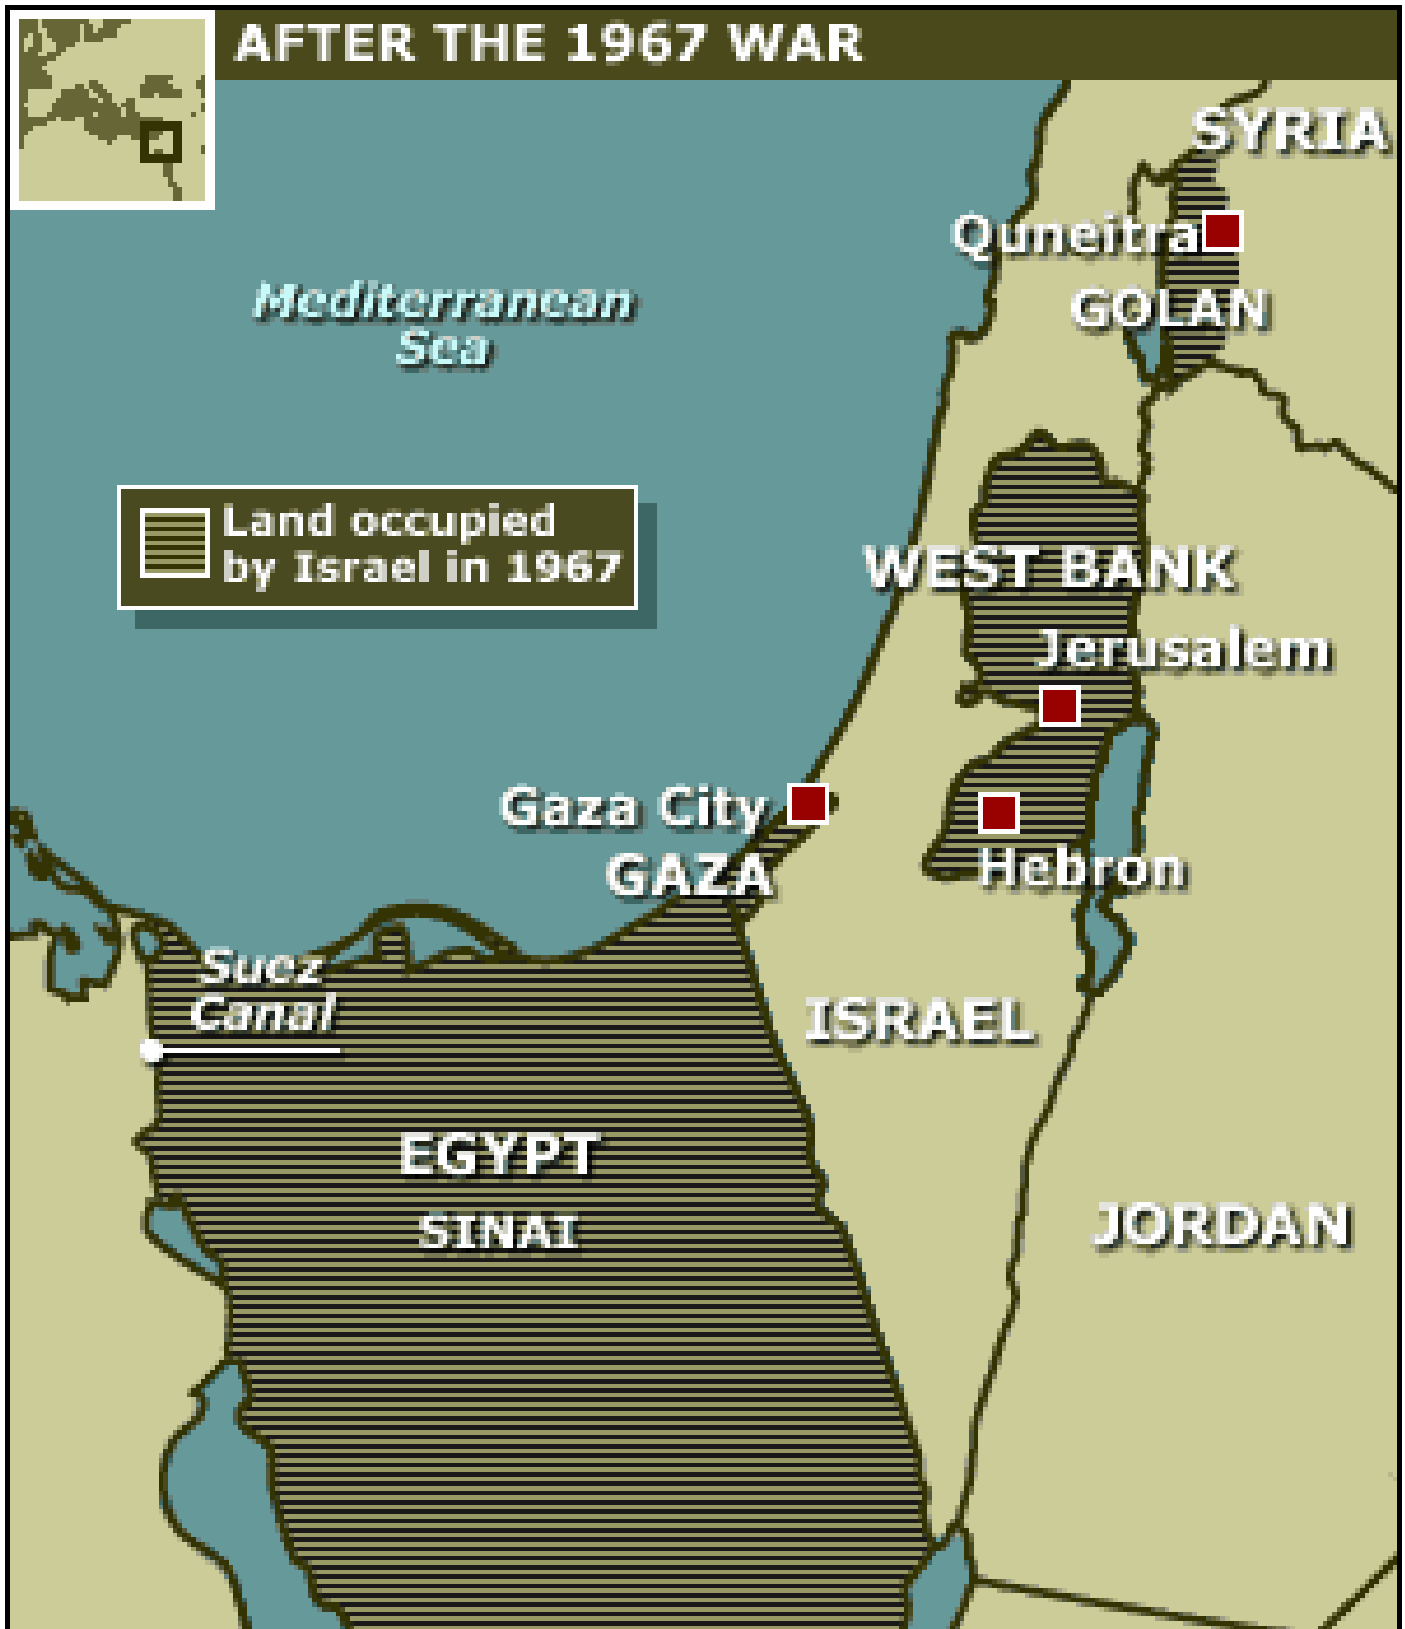 AFTER THE 1967 WAR
SYRIA
Quneitra
GOLAN
Mediterranean
Sea
Land occupied
by Israel in 1967
WEST BANK
Jerusalem
Gaza City
GAZA
Hebron
Suez
Canal
ISRAEL
EGYPT
SINAI
JORDAN